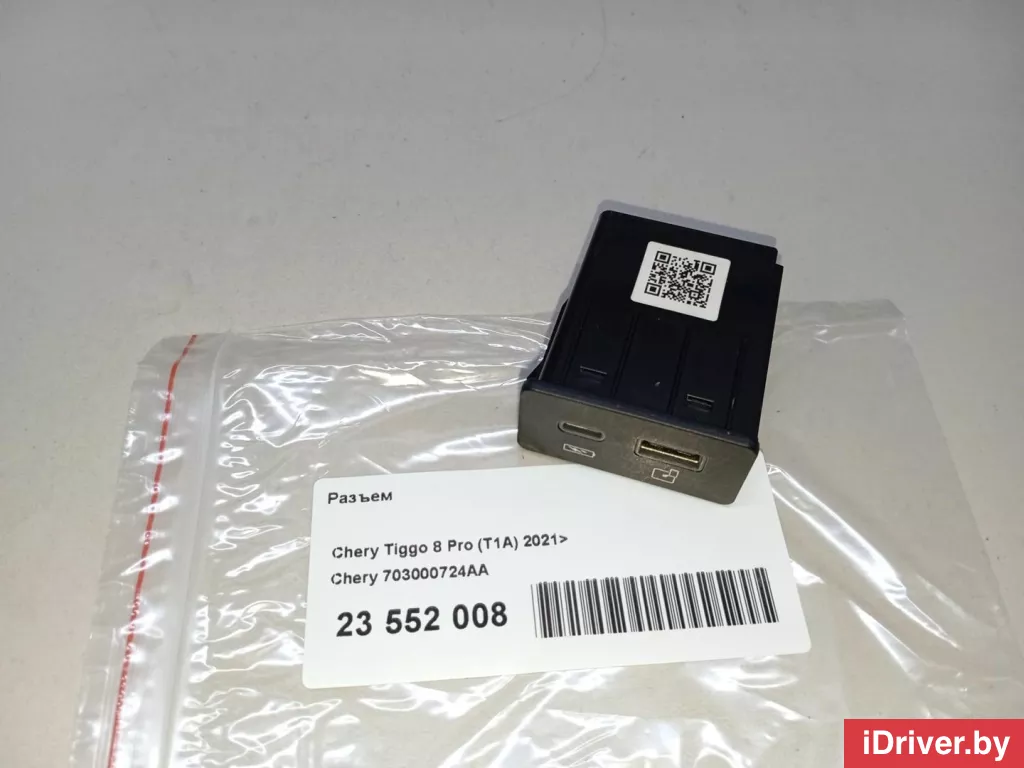 Разъем
Chery Tiggo 8 Pro (T1A) 2021>
Chery 703000724AA
23 552 008
iDriver.by